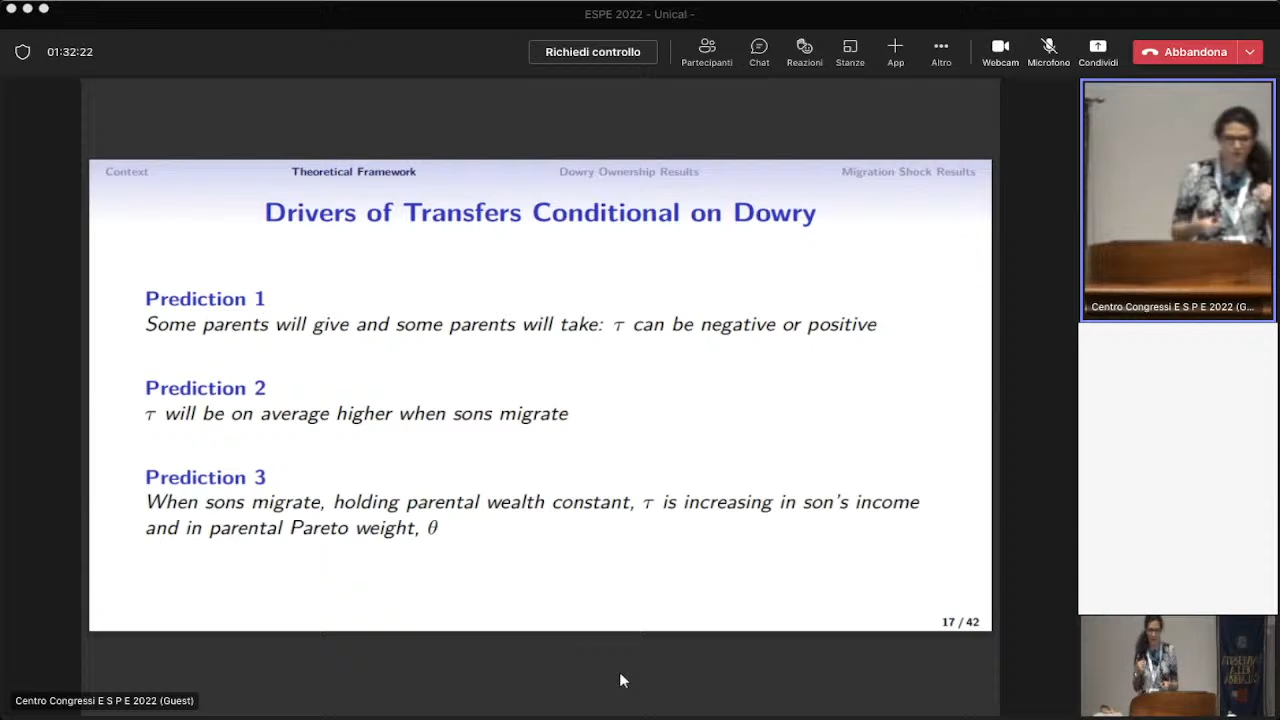 ESPE 2022 - Unical -
01:32:22
Richiedi controllo
Partecipanti
Chat
Reazioni
Stanze
App
Altro
Webcam
Microfono
Condividi
Abbandona
Context
Theoretical Framework
Dowry Ownership Results
Migration Shock Results
Drivers of Transfers Conditional on Dowry
Prediction 1
Some parents will give and some parents will take: τ can be negative or positive
Prediction 2
τ will be on average higher when sons migrate
Prediction 3
When sons migrate, holding parental wealth constant, τ is increasing in son's income
and in parental Pareto weight, θ
17 / 42
Centro Congressi E S P E 2022 (G...
Centro Congressi E S P E 2022 (Guest)